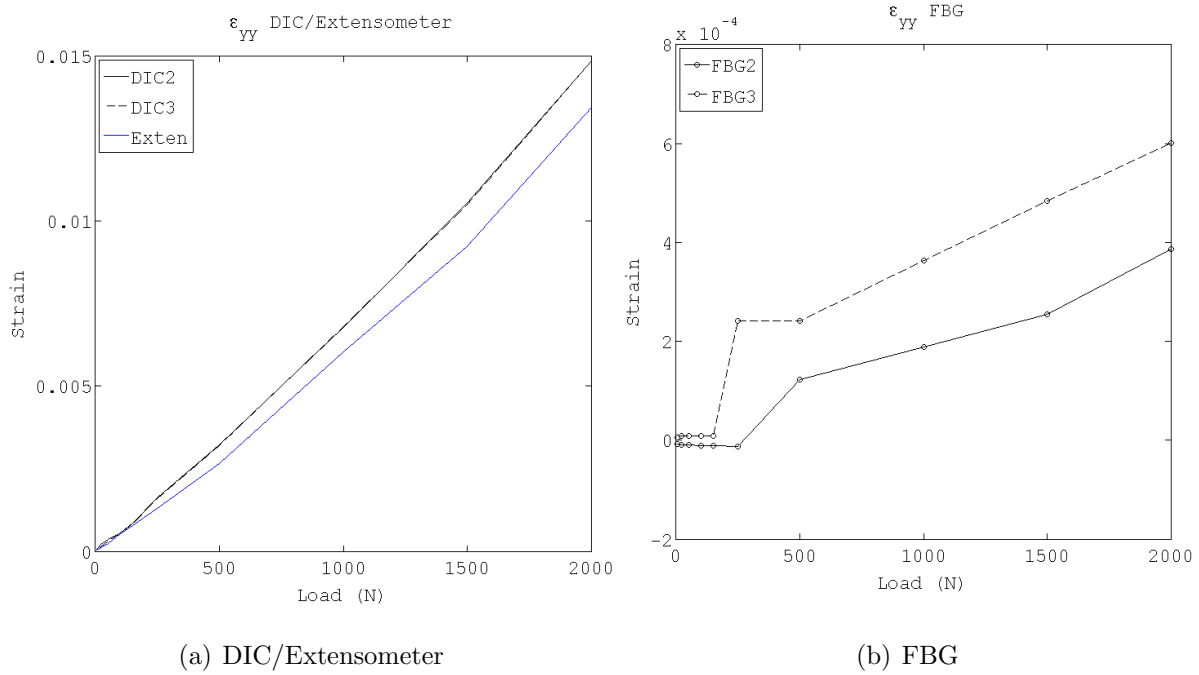 ε_yy DIC/Extensometer
0.015
0.01
0.005
0
Strain
DIC2
DIC3
Exten
0 500 1000 1500 2000
Load (N)
(a) DIC/Extensometer
ε_yy FBG
x 10^-4
8
6
4
2
0
-2
Strain
FBG2
FBG3
0 500 1000 1500 2000
Load (N)
(b) FBG